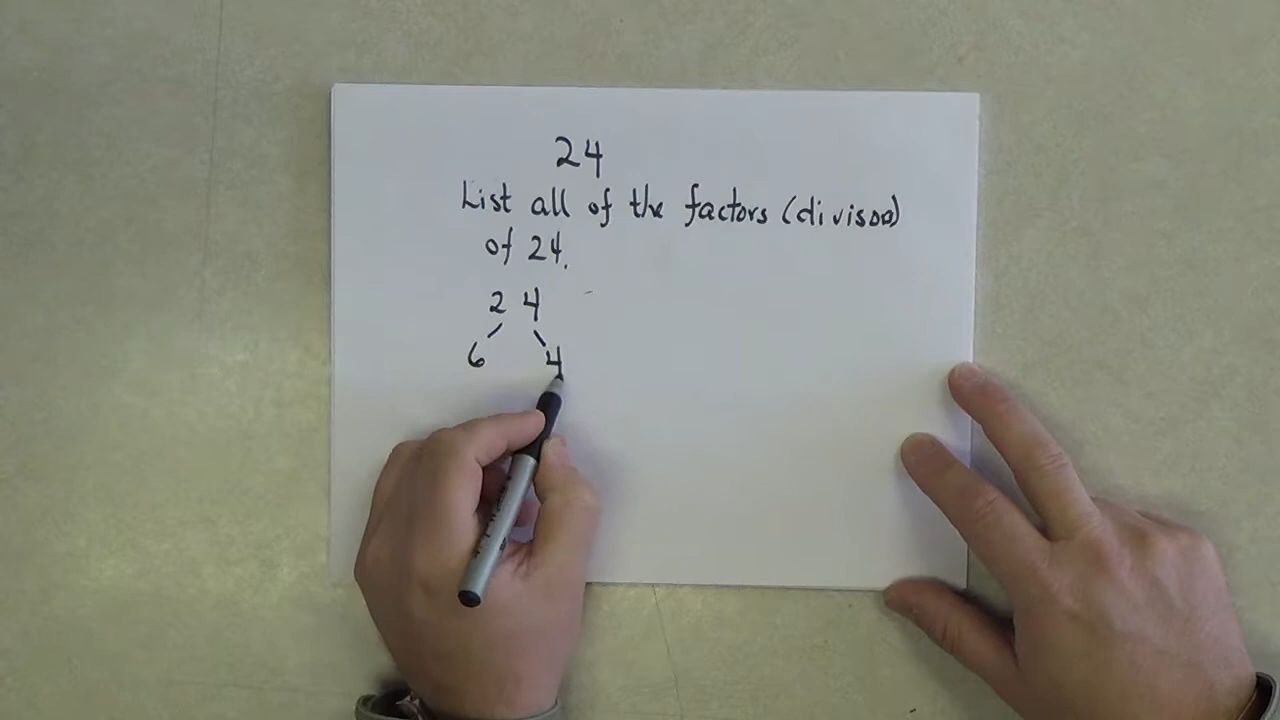 24
List all of the factors (divisors)
of 24.
24
6 4